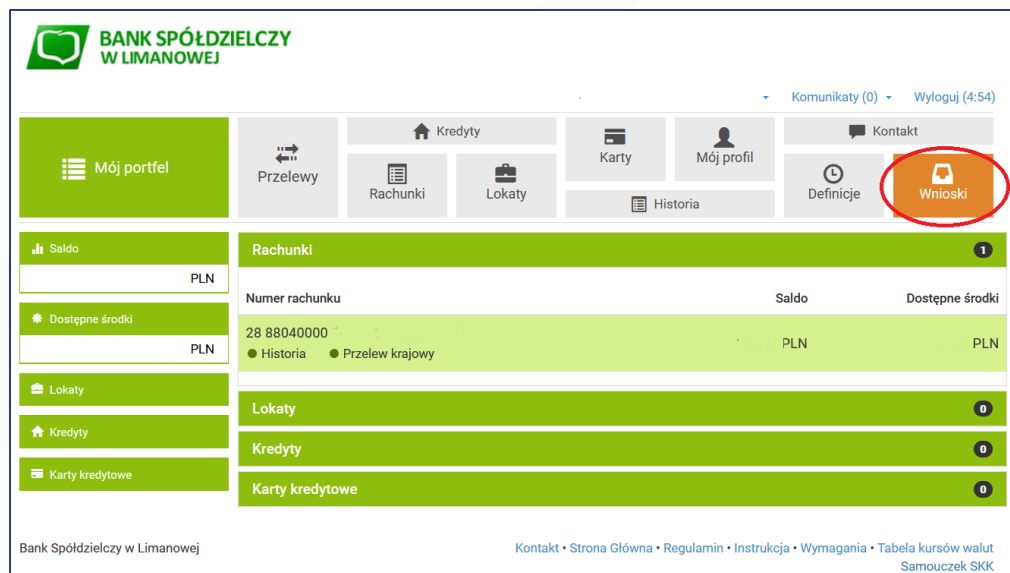 BANK SPÓŁDZIELCZY
W LIMANOWEJ
Komunikaty (0) Wyloguj (4:54)
Mój portfel
Przelewy
Kredyty
Rachunki
Lokaty
Karty
Mój profil
Historia
Kontakt
Definicje
Wnioski
Saldo
PLN
Dostępne środki
PLN
Lokaty
Kredyty
Karty kredytowe
Rachunki 1
Numer rachunku Saldo Dostępne środki
28 88040000 PLN PLN
Historia Przelew krajowy
Lokaty 0
Kredyty 0
Karty kredytowe 0
Bank Spółdzielczy w Limanowej
Kontakt • Strona Główna • Regulamin • Instrukcja • Wymagania • Tabela kursów walut
Samouczek SKK